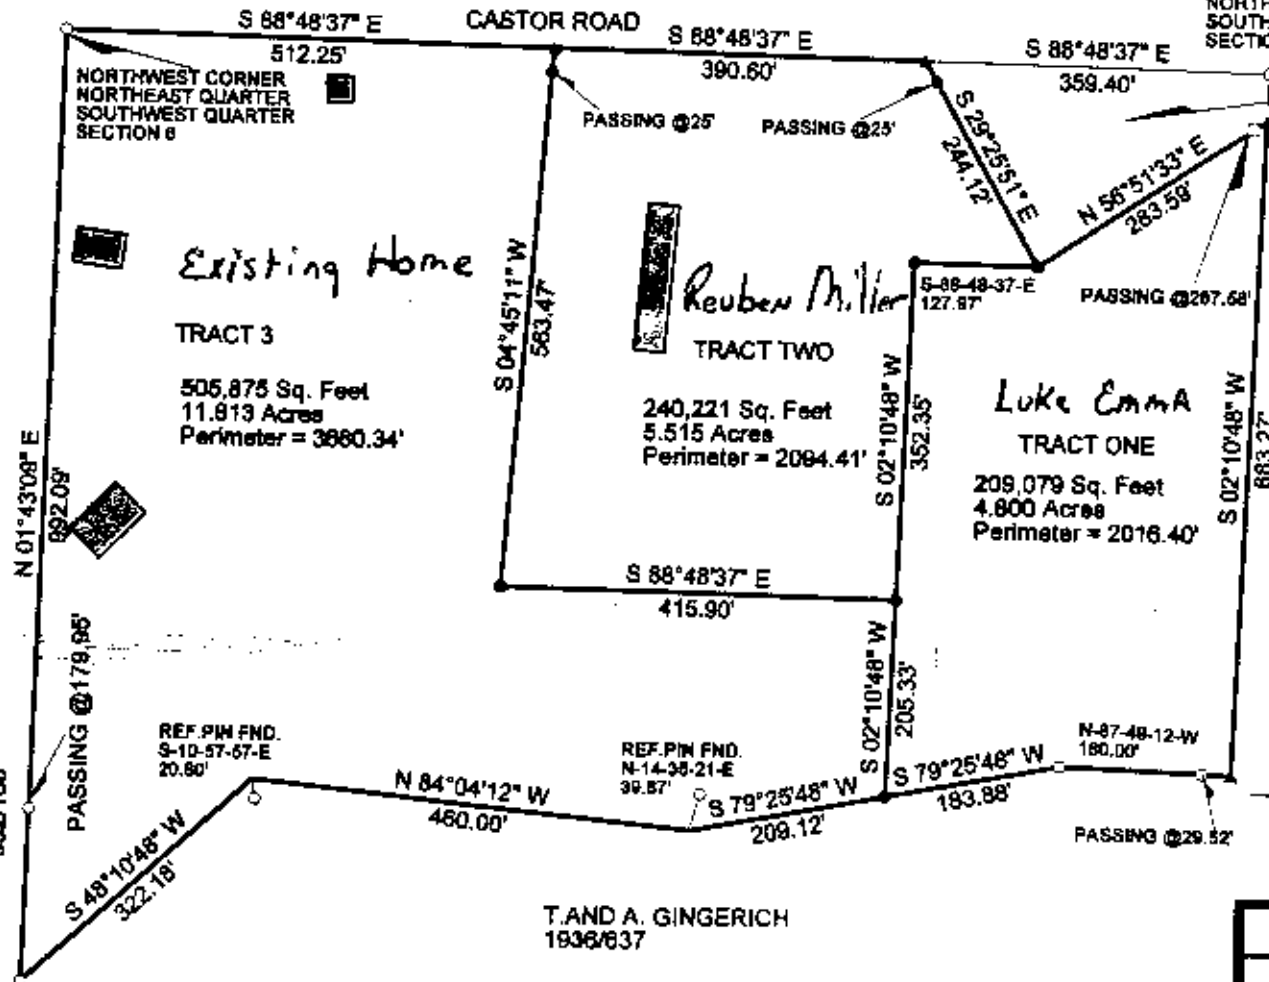 S 88°48'37" E
512.25'
CASTOR ROAD
S 88°48'37" E
390.60'
S 88°48'37" E
359.40'
NORTHWEST CORNER
NORTHEAST QUARTER
SOUTHWEST QUARTER
SECTION 6
PASSING @25'
PASSING @25'
S 29°25'51" E
244.12'
N 56°51'33" E
283.59'
PASSING @267.58'
S-88-48-37-E
127.97'
Existing Home
TRACT 3
505,875 Sq. Feet
11.613 Acres
Perimeter = 3680.34'
S 04°45'11" W
563.47'
Reuben Miller
TRACT TWO
240,221 Sq. Feet
5.515 Acres
Perimeter = 2094.41'
S 02°10'48" W
352.35'
Luke Emma
TRACT ONE
209,079 Sq. Feet
4.800 Acres
Perimeter = 2016.40'
S 02°10'48" W
683.27'
N 01°43'09" E
992.09'
S 88°48'37" E
415.90'
S 02°10'48" W
205.33'
PASSING @179.95'
REF.PIN FND.
S-10-57-57-E
20.60'
N 84°04'12" W
460.00'
REF.PIN FND.
N-14-35-21-E
39.87'
S 79°25'48" W
209.12'
S 79°25'48" W
183.88'
N-87-49-12-W
180.00'
PASSING @29.52'
S 48°10'48" W
322.18'
T.AND A. GINGERICH
1936/637